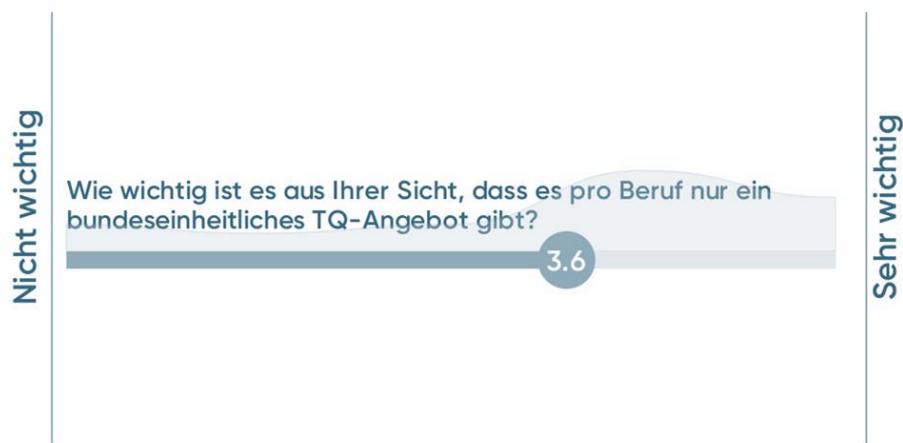 Nicht wichtig
Wie wichtig ist es aus Ihrer Sicht, dass es pro Beruf nur ein
bundeseinheitliches TQ-Angebot gibt?
3.6
Sehr wichtig